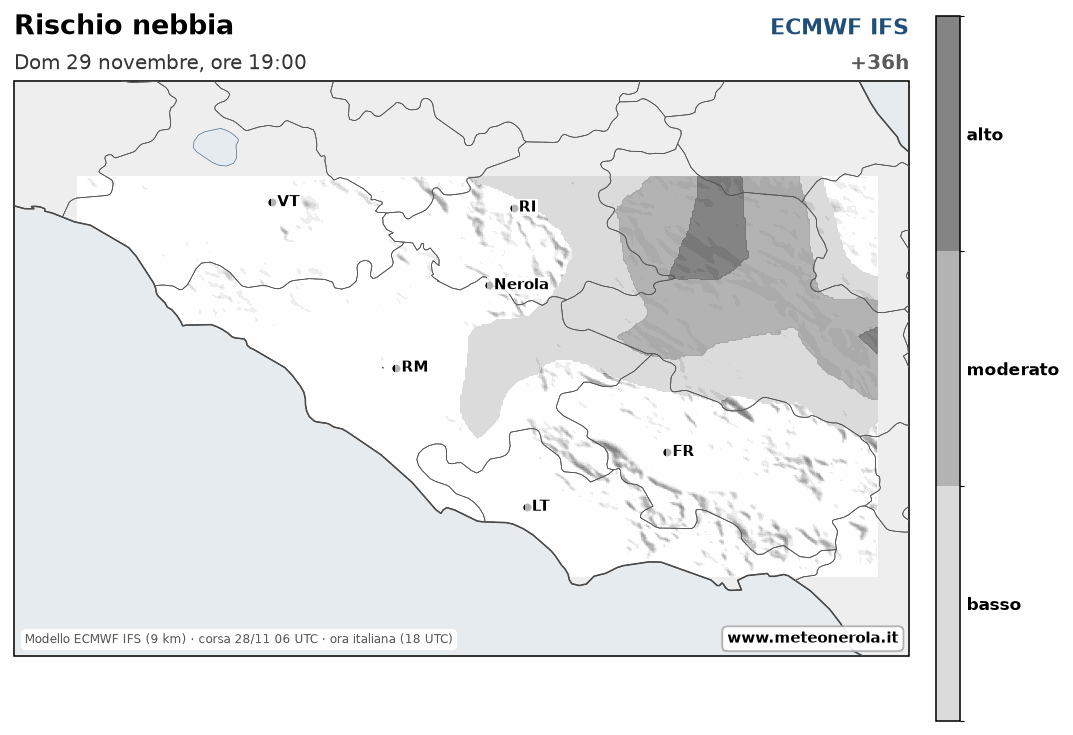 Rischio nebbia
ECMWF IFS
Dom 29 novembre, ore 19:00
+36h
alto
VT
RI
Nerola
RM
moderato
FR
LT
basso
Modello ECMWF IFS (9 km) · corsa 28/11 06 UTC · ora italiana (18 UTC)
www.meteonerola.it